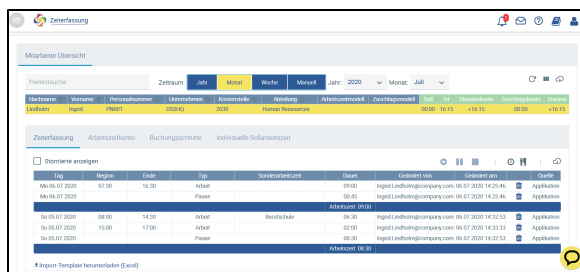 Zeiterfassung
Mitarbeiter Übersicht
Freitextsuche Zeitraum: Jahr Monat Woche Manuell Jahr: 2020 Monat: Juli
Nachname Vorname Personalnummer Unternehmen Kostenstelle Abteilung Arbeitszeitmodell Zuschlagsmodell Soll Ist Stundenkonto Zuschlagskonto Summe
Lindholm Ingrid PN001 DSSHQ 2030 Human Ressources 00:00 16:15 +16:15 00:00 +16:15
Zeiterfassung Arbeitszeitkonto Buchungsschritte Individuelle Sollarbeitszeit
Stornierte anzeigen
Tag Beginn Ende Typ Sonderarbeitszeit Dauer Geändert von Geändert am Quelle
Mo 06.07.2020 07:30 16:30 Arbeit 09:00 Ingrid.Lindholm@company.com 06.07.2020 14:25:46 Applikation
Mo 06.07.2020 Pause 00:45 Ingrid.Lindholm@company.com 06.07.2020 14:25:46 Applikation
Arbeitszeit 09:00
So 05.07.2020 08:00 14:30 Arbeit Berufschule 06:30 Ingrid.Lindholm@company.com 06.07.2020 14:32:53 Applikation
So 05.07.2020 15:00 17:00 Arbeit 02:00 Ingrid.Lindholm@company.com 06.07.2020 14:33:33 Applikation
So 05.07.2020 Pause 00:30 Ingrid.Lindholm@company.com 06.07.2020 14:32:53 Applikation
Arbeitszeit 08:30
Import-Template herunterladen (Excel)